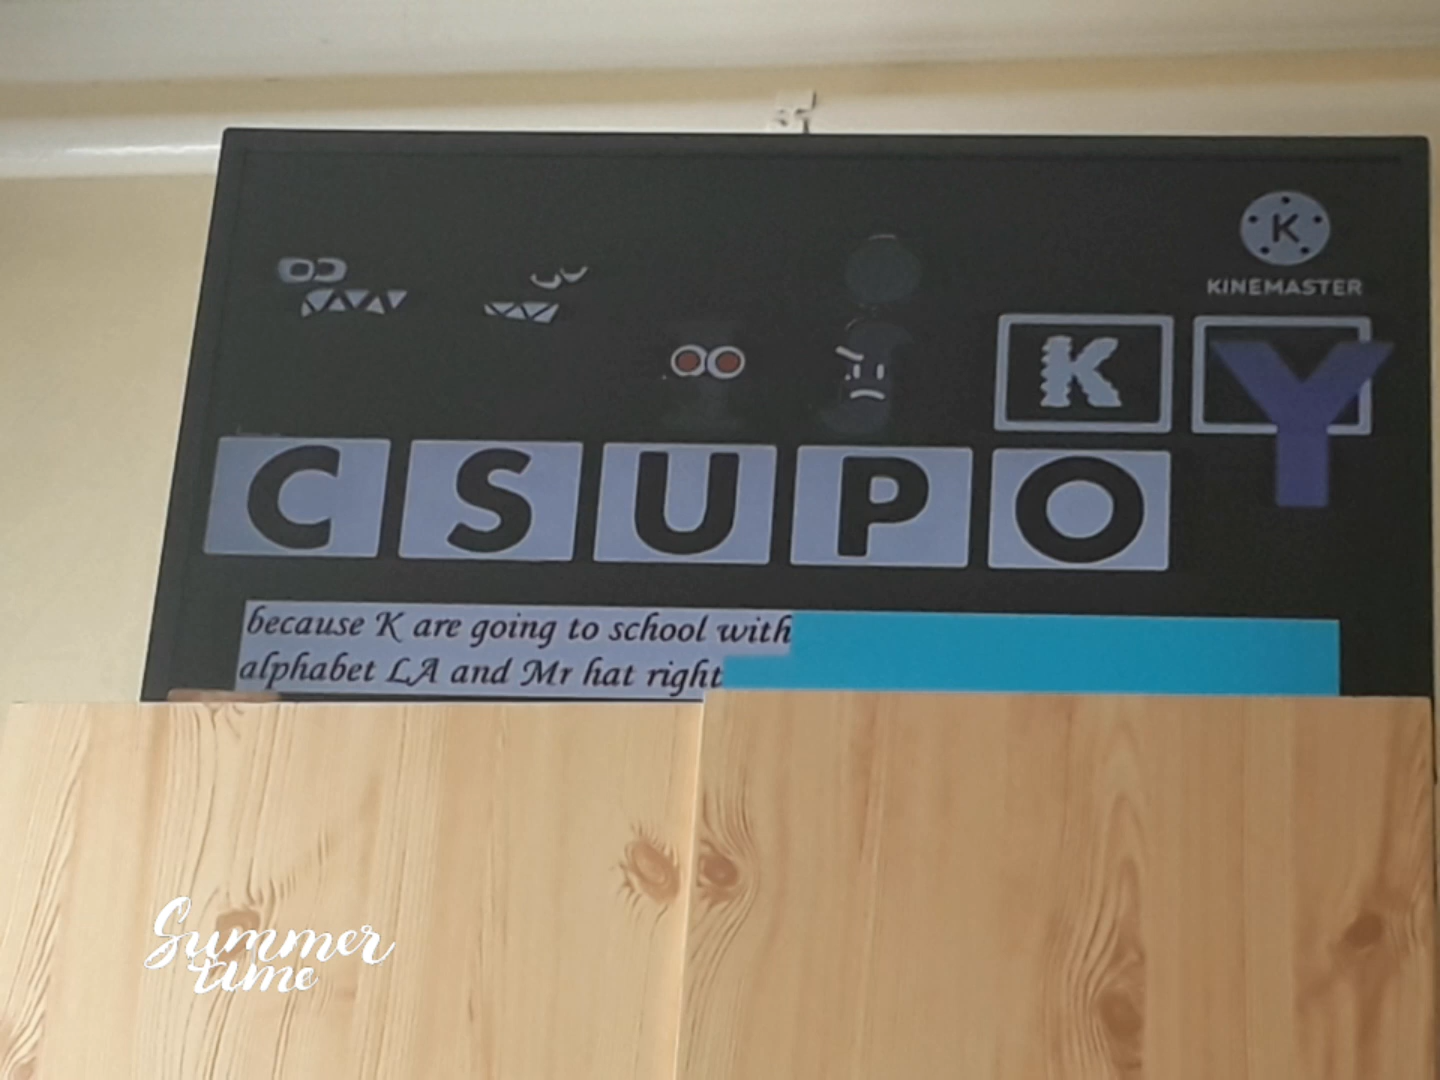 K
KINEMASTER
K Y
C S U P O
because K are going to school with
alphabet LA and Mr hat right
Summer
time